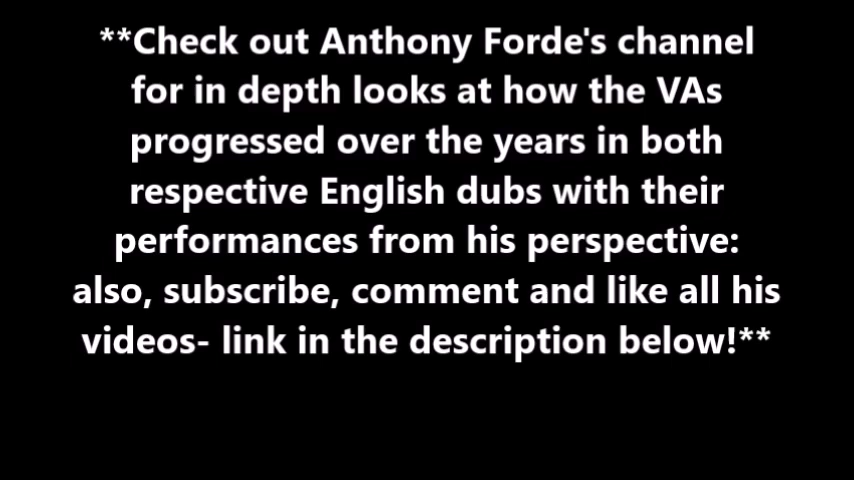 **Check out Anthony Forde's channel
for in depth looks at how the VAs
progressed over the years in both
respective English dubs with their
performances from his perspective:
also, subscribe, comment and like all his
videos- link in the description below!**